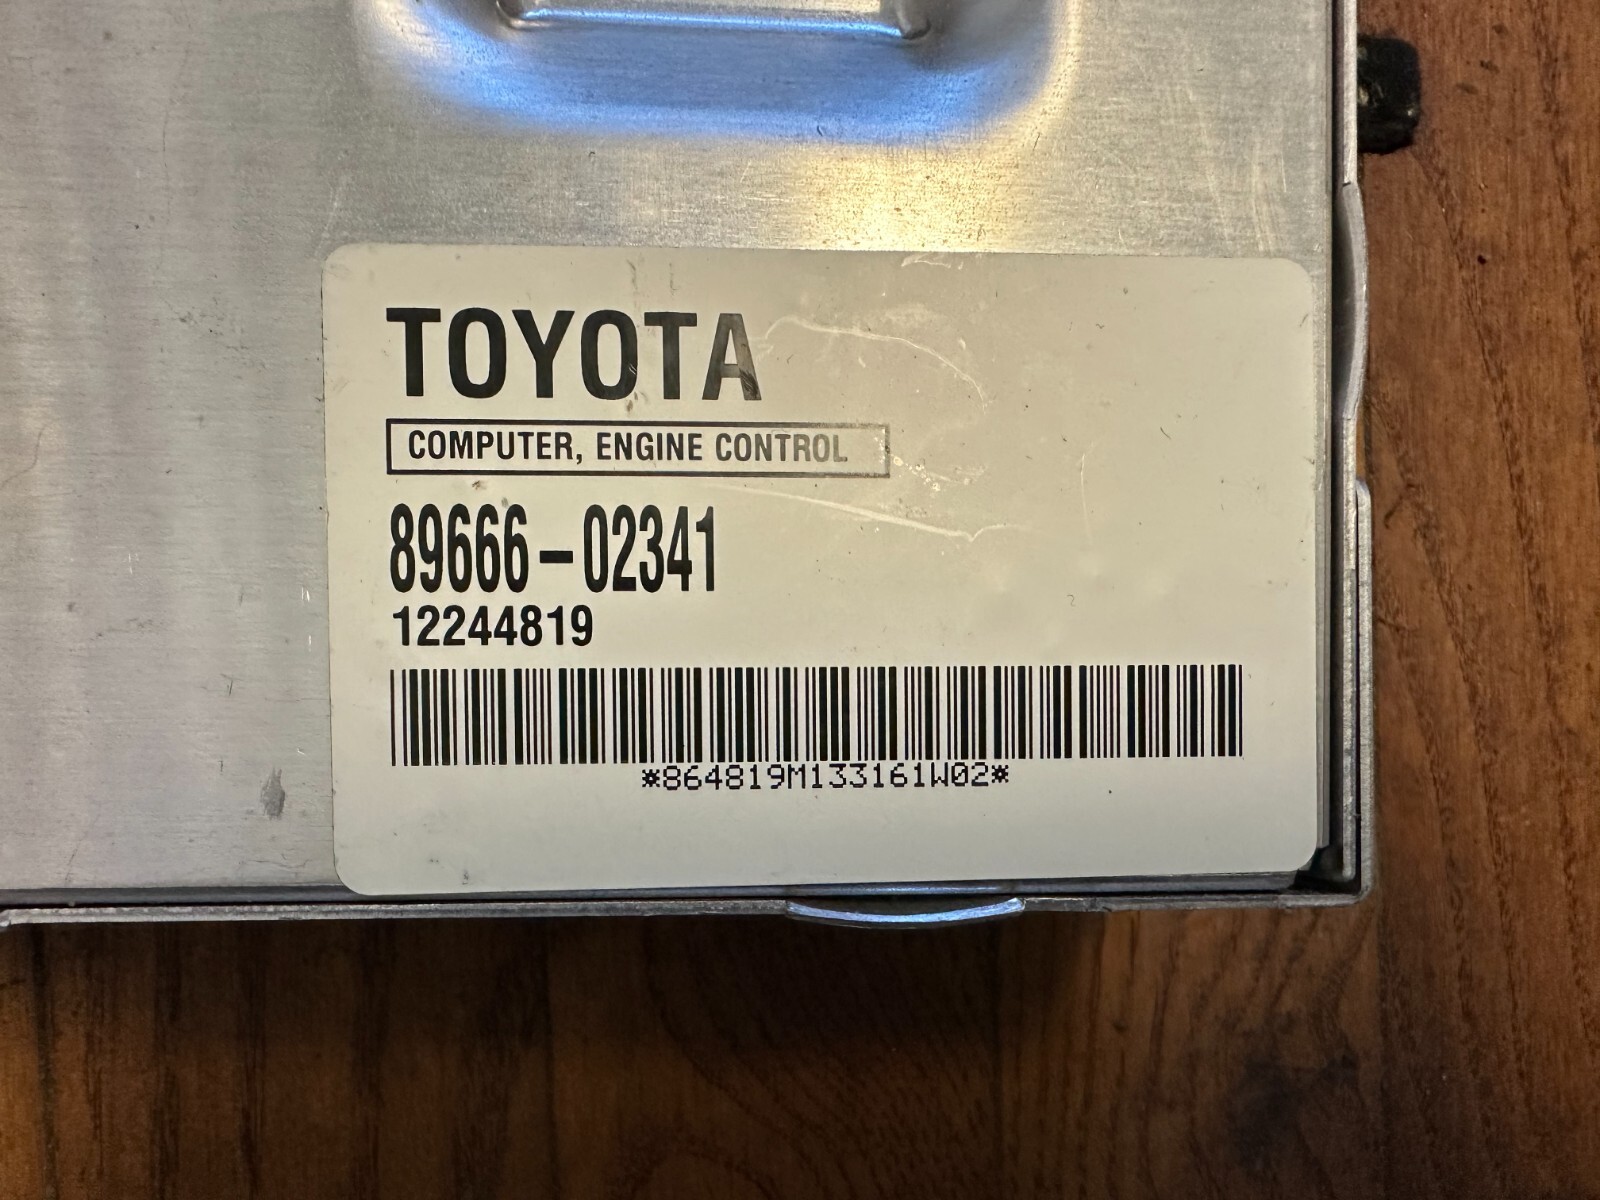 TOYOTA
COMPUTER, ENGINE CONTROL
89666-02341
12244819
*864819M133161W02*